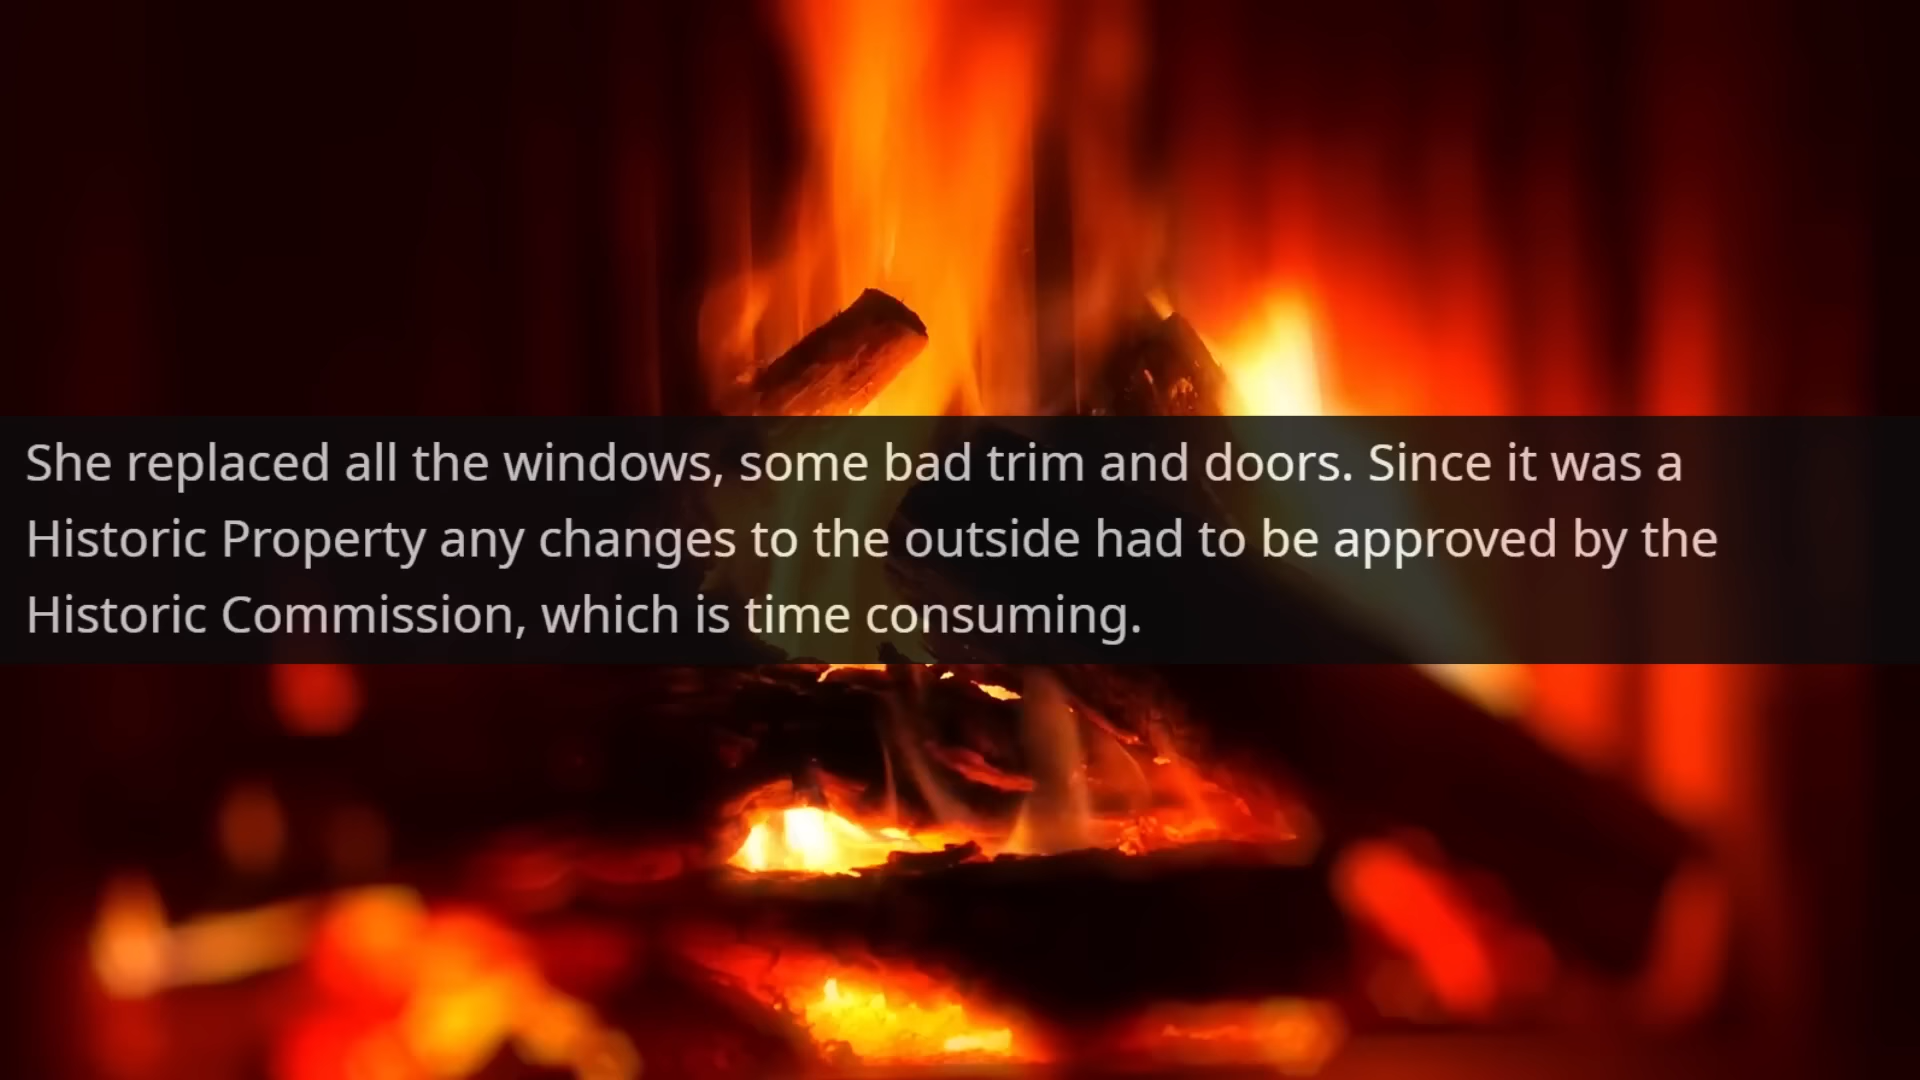 She replaced all the windows, some bad trim and doors. Since it was a
Historic Property any changes to the outside had to be approved by the
Historic Commission, which is time consuming.